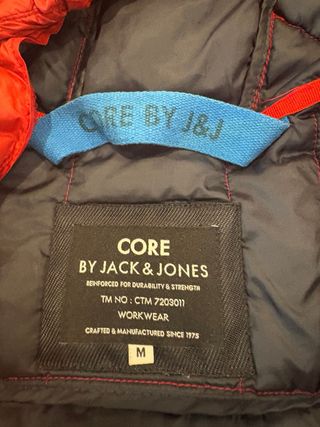 CORE BY J&J
CORE
BY JACK & JONES
REINFORCED FOR DURABILITY & STRENGTH
TM NO : CTM 7203011
WORKWEAR
CRAFTED & MANUFACTURED SINCE 1975
M